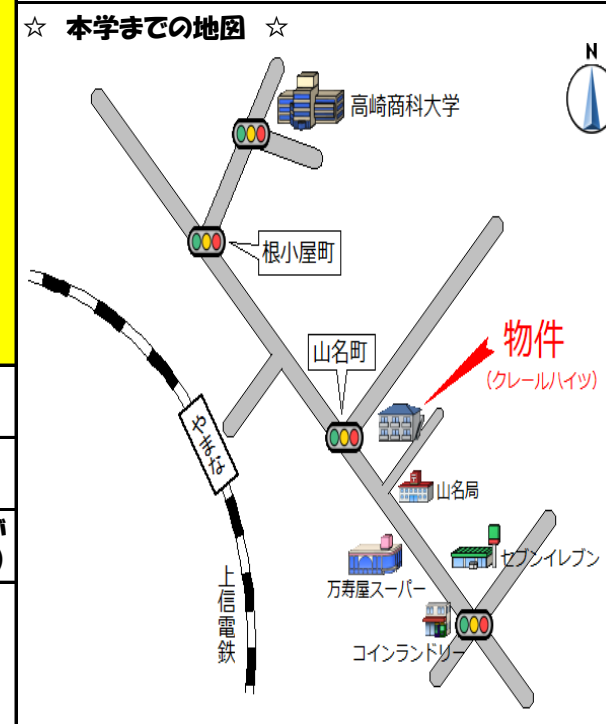 ☆ 本学までの地図 ☆
N
高崎商科大学
根小屋町
山名町
物件
(クレールハイツ)
やまな
山名局
セブンイレブン
万寿屋スーパー
上信電鉄
コインランドリー
が
)